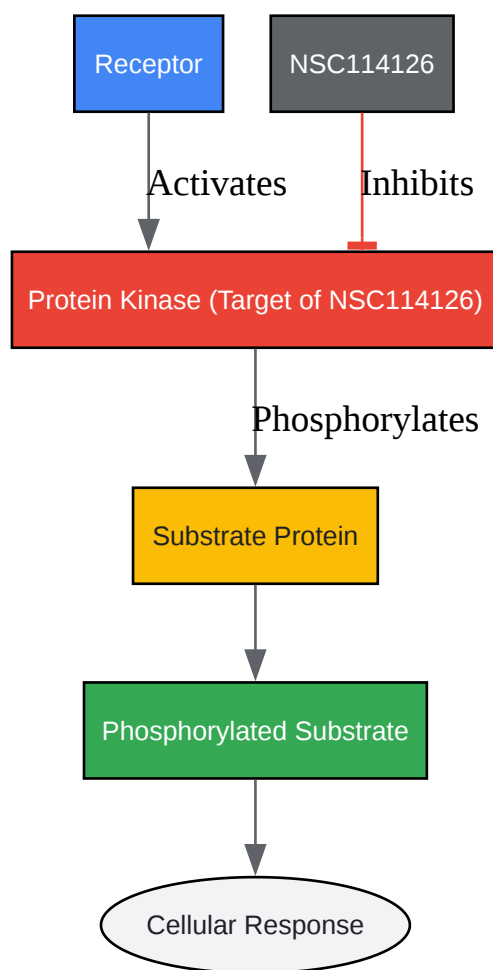 Receptor
NSC114126
Activates
Inhibits
Protein Kinase (Target of NSC114126)
Phosphorylates
Substrate Protein
Phosphorylated Substrate
Cellular Response